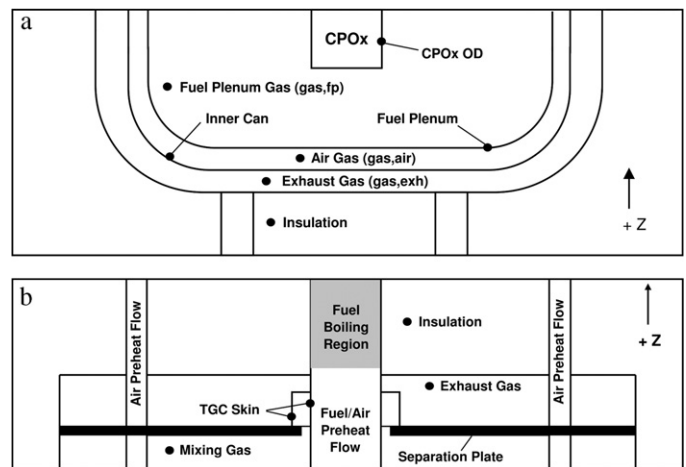 a
CPOx
CPOx OD
Fuel Plenum Gas (gas,fp)
Inner Can
Fuel Plenum
Air Gas (gas,air)
Exhaust Gas (gas,exh)
Insulation
+ Z
b
Air Preheat Flow
Fuel
Boiling
Region
Insulation
Air Preheat Flow
+ Z
Exhaust Gas
TGC Skin
Fuel/Air
Preheat
Flow
Mixing Gas
Separation Plate